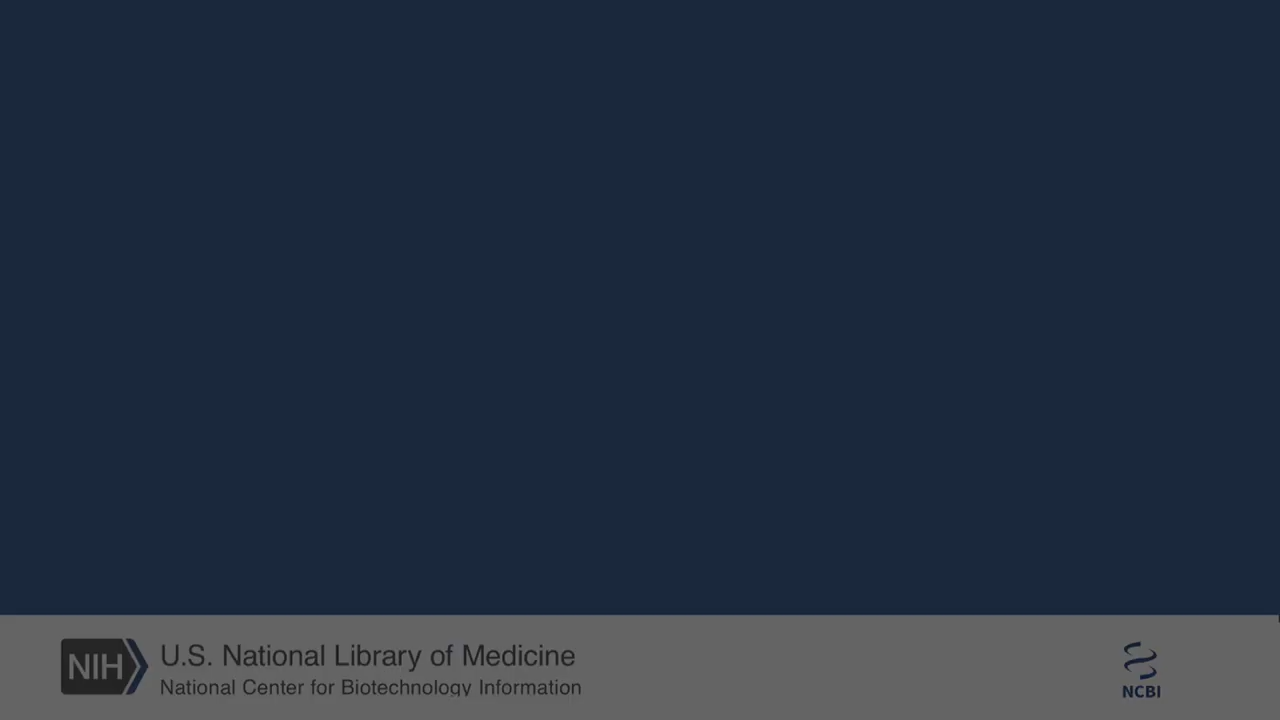 NIH
U.S. National Library of Medicine
National Center for Biotechnology Information
NCBI